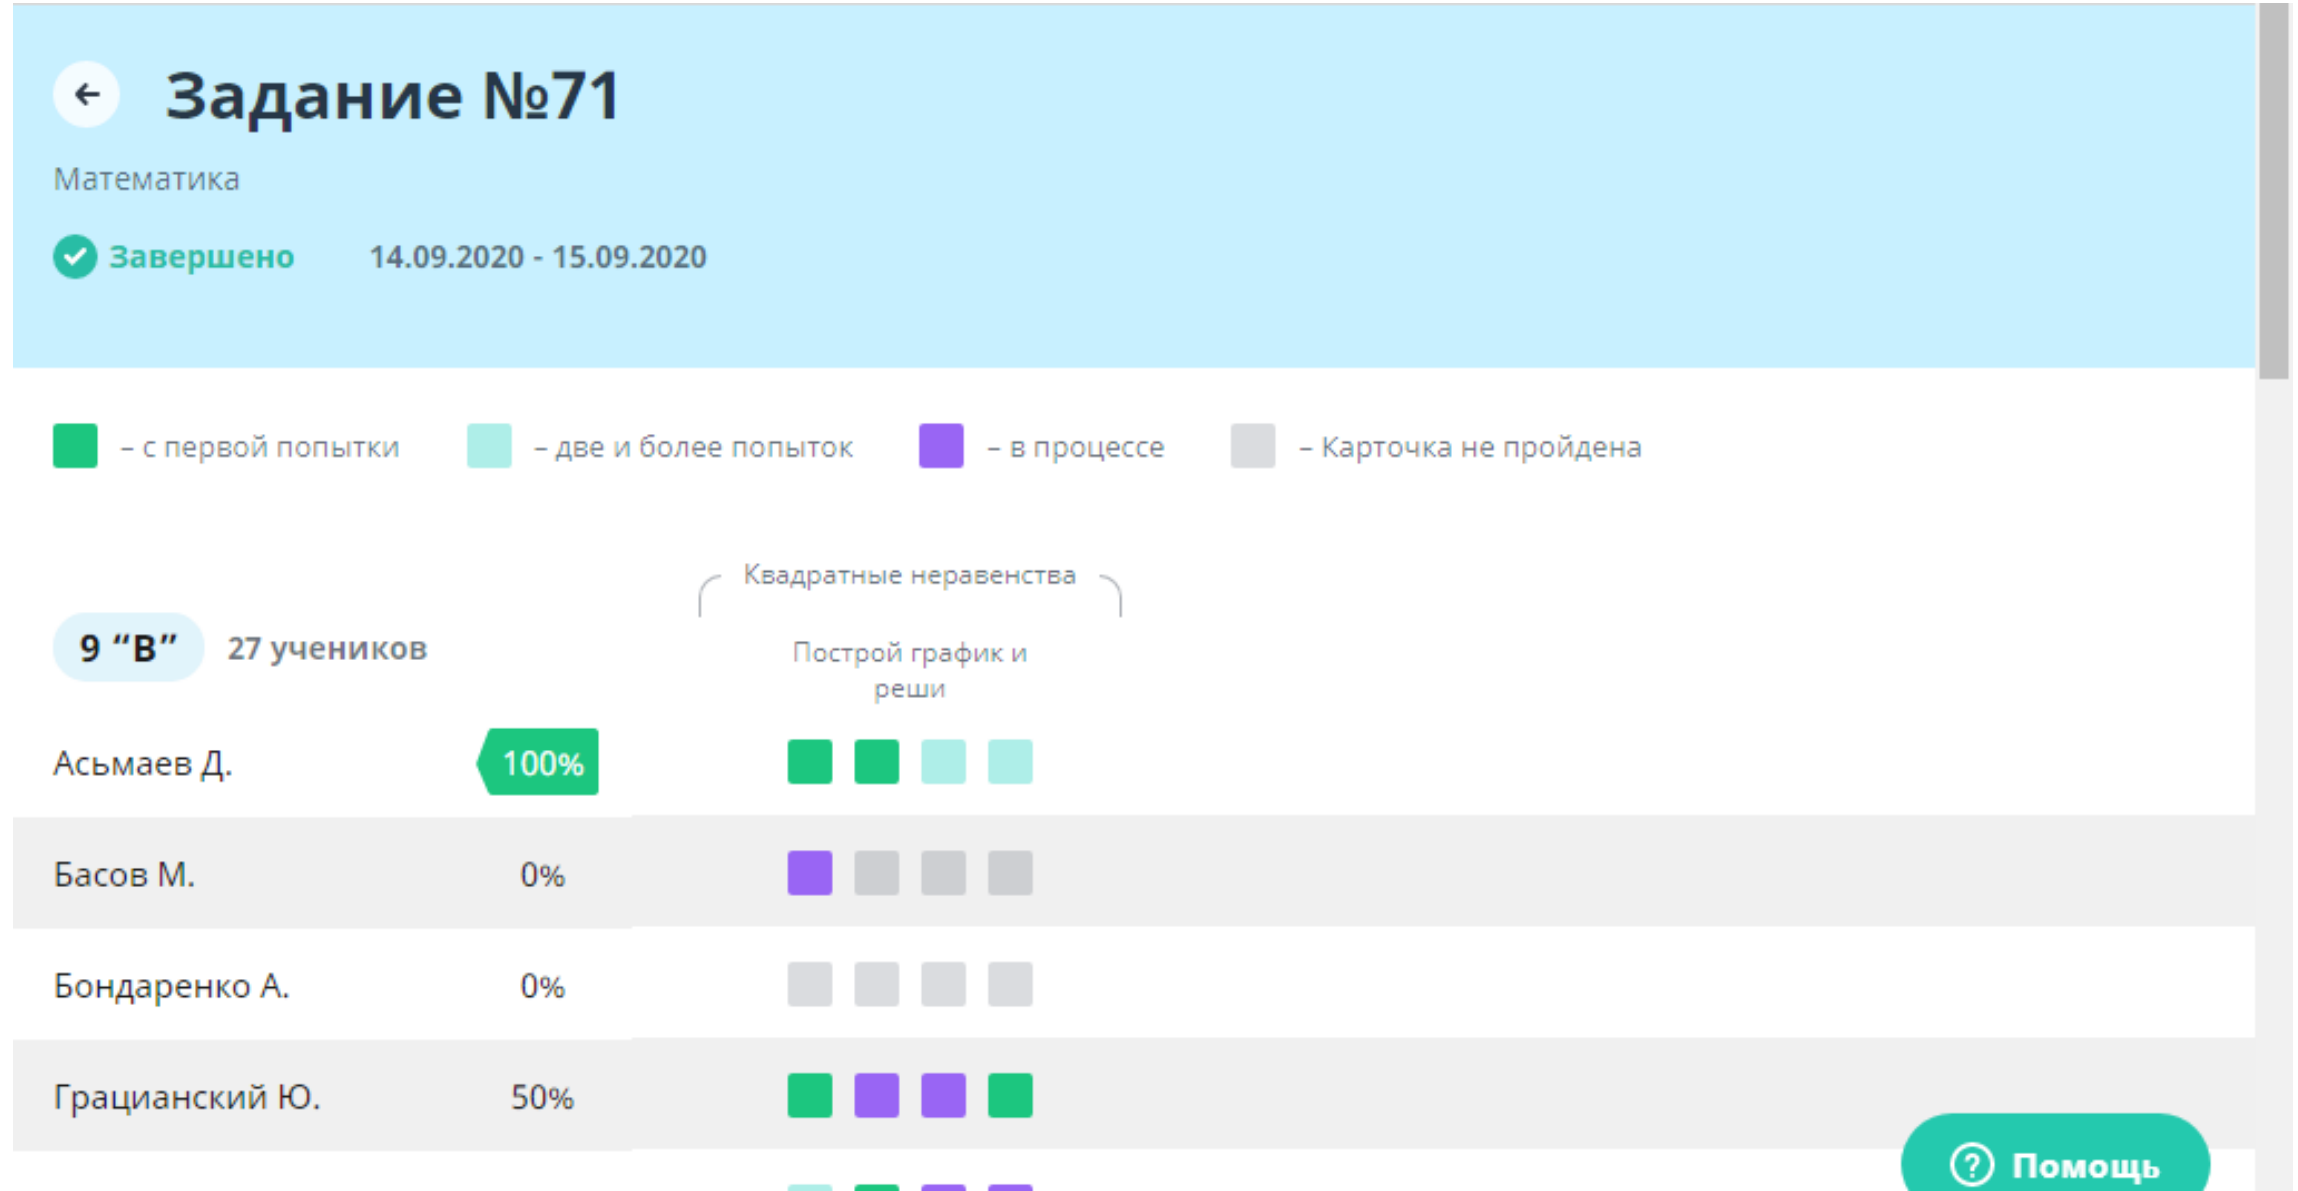 Задание №71
Математика
Завершено 14.09.2020 - 15.09.2020
– с первой попытки – две и более попыток – в процессе – Карточка не пройдена
Квадратные неравенства
9 “В” 27 учеников
Построй график и
реши
Асьмаев Д. 100%
Басов М. 0%
Бондаренко А. 0%
Грацианский Ю. 50%
Помощь